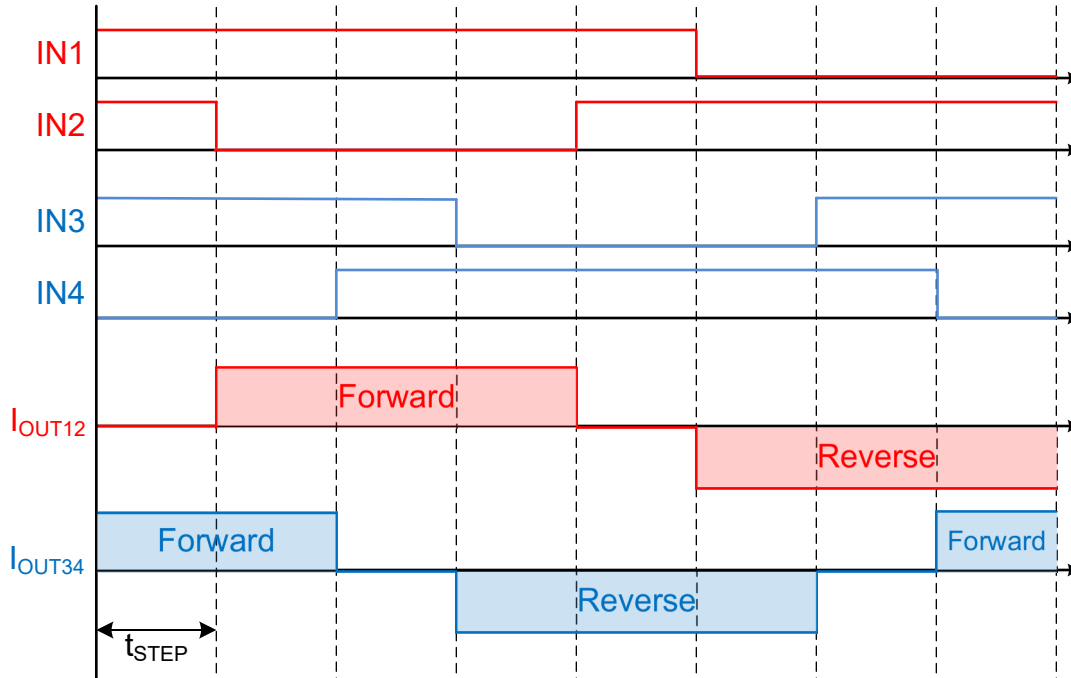 IN1
IN2
IN3
IN4
Forward
IOUT12
Reverse
Forward
Forward
IOUT34
Reverse
tSTEP